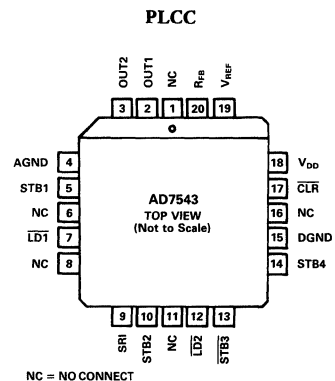 PLCC
OUT2 OUT1 NC RFB VREF
3 2 1 20 19
AGND 4
STB1 5
NC 6
LD1 7
NC 8
18 VDD
17 CLR
16 NC
15 DGND
14 STB4
AD7543
TOP VIEW
(Not to Scale)
9 10 11 12 13
SRI STB2 NC LD2 STB3
NC = NO CONNECT